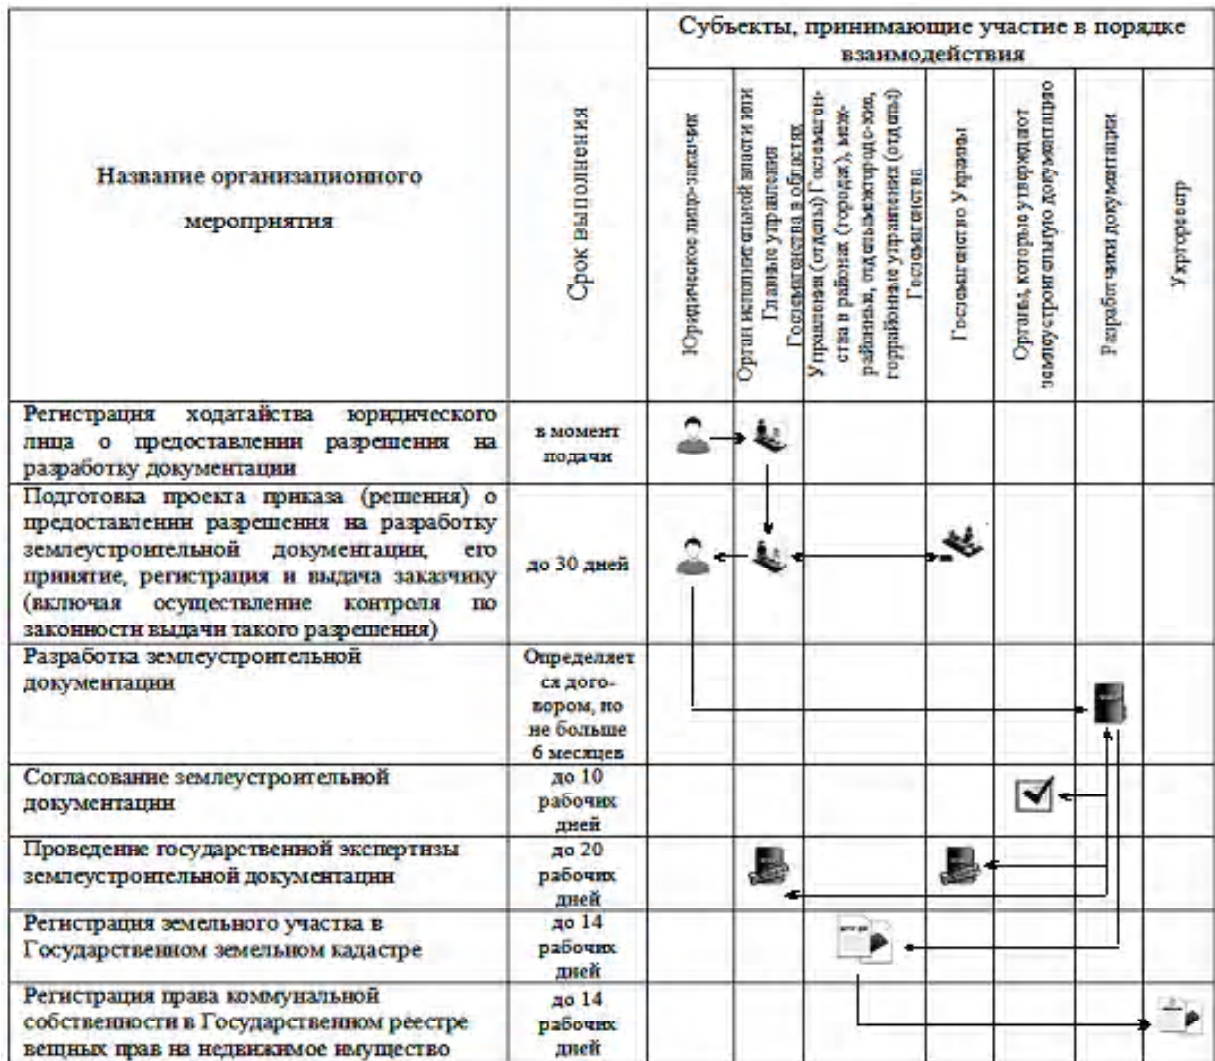 Субъекты, принимающие участие в порядке
взаимодействия
Название организационного
мероприятия
Срок выполнения
Юридическое лицо-заказчик
Орган исполнительной власти или
Главные управления
Госземагенства в областях
Управления (отделы) Госземаген-
ства в районах (городах), меж-
районные,
горрайонные управления (отделы)
Госземагенства
Госземагенство Украины
Органы, которые утверждают
землеустроительную документацию
Разработчики документации
Укргосреестр
Регистрация ходатайства юридического
лица о предоставлении разрешения на
разработку документации
в момент
подачи
Подготовка проекта приказа (решения) о
предоставлении разрешения на разработку
землеустроительной документации, его
принятие, регистрация и выдача заказчику
(включая осуществление контроля по
законности выдачи такого разрешения)
до 30 дней
Разработка землеустроительной
документации
Определяет
ся дого-
вором, но
не больше
6 месяцев
Согласование землеустроительной
документации
до 10
рабочих
дней
Проведение государственной экспертизы
землеустроительной документации
до 20
рабочих
дней
Регистрация земельного участка в
Государственном земельном кадастре
до 14
рабочих
дней
Регистрация права коммунальной
собственности в Государственном реестре
вещных прав на недвижимое имущество
до 14
рабочих
дней